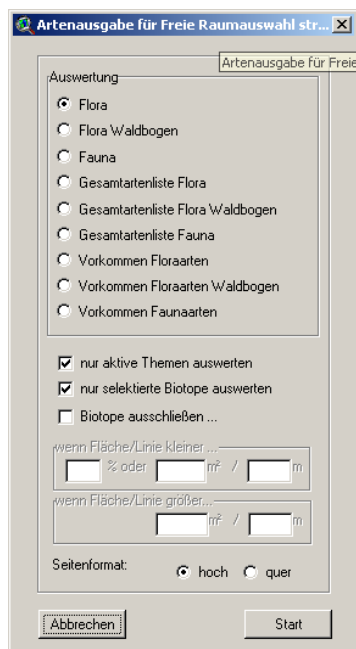 Artenausgabe für Freie Raumauswahl str...
Artenausgabe für Freie
Auswertung
Flora
Flora Waldbogen
Fauna
Gesamtartenliste Flora
Gesamtartenliste Flora Waldbogen
Gesamtartenliste Fauna
Vorkommen Floraarten
Vorkommen Floraarten Waldbogen
Vorkommen Faunaarten
nur aktive Themen auswerten
nur selektierte Biotope auswerten
Biotope ausschließen ...
wenn Fläche/Linie kleiner ...
% oder m² / m
wenn Fläche/Linie größer...
m² / m
Seitenformat: hoch quer
Abbrechen Start